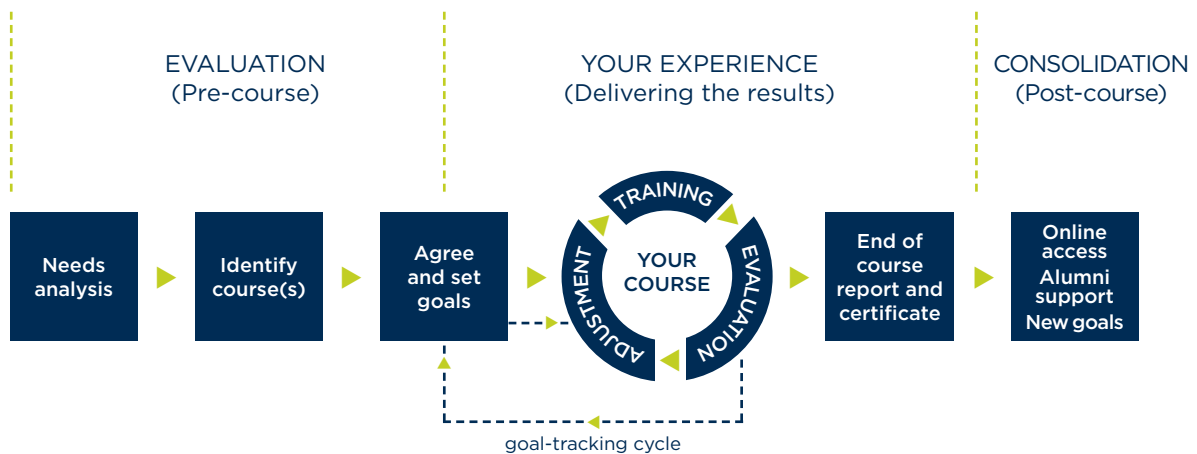 EVALUATION
(Pre-course)
YOUR EXPERIENCE
(Delivering the results)
CONSOLIDATION
(Post-course)
Needs
analysis
Identify
course(s)
Agree
and set
goals
TRAINING
EVALUATION
ADJUSTMENT
YOUR
COURSE
End of
course
report and
certificate
Online
access
Alumni
support
New goals
goal-tracking cycle